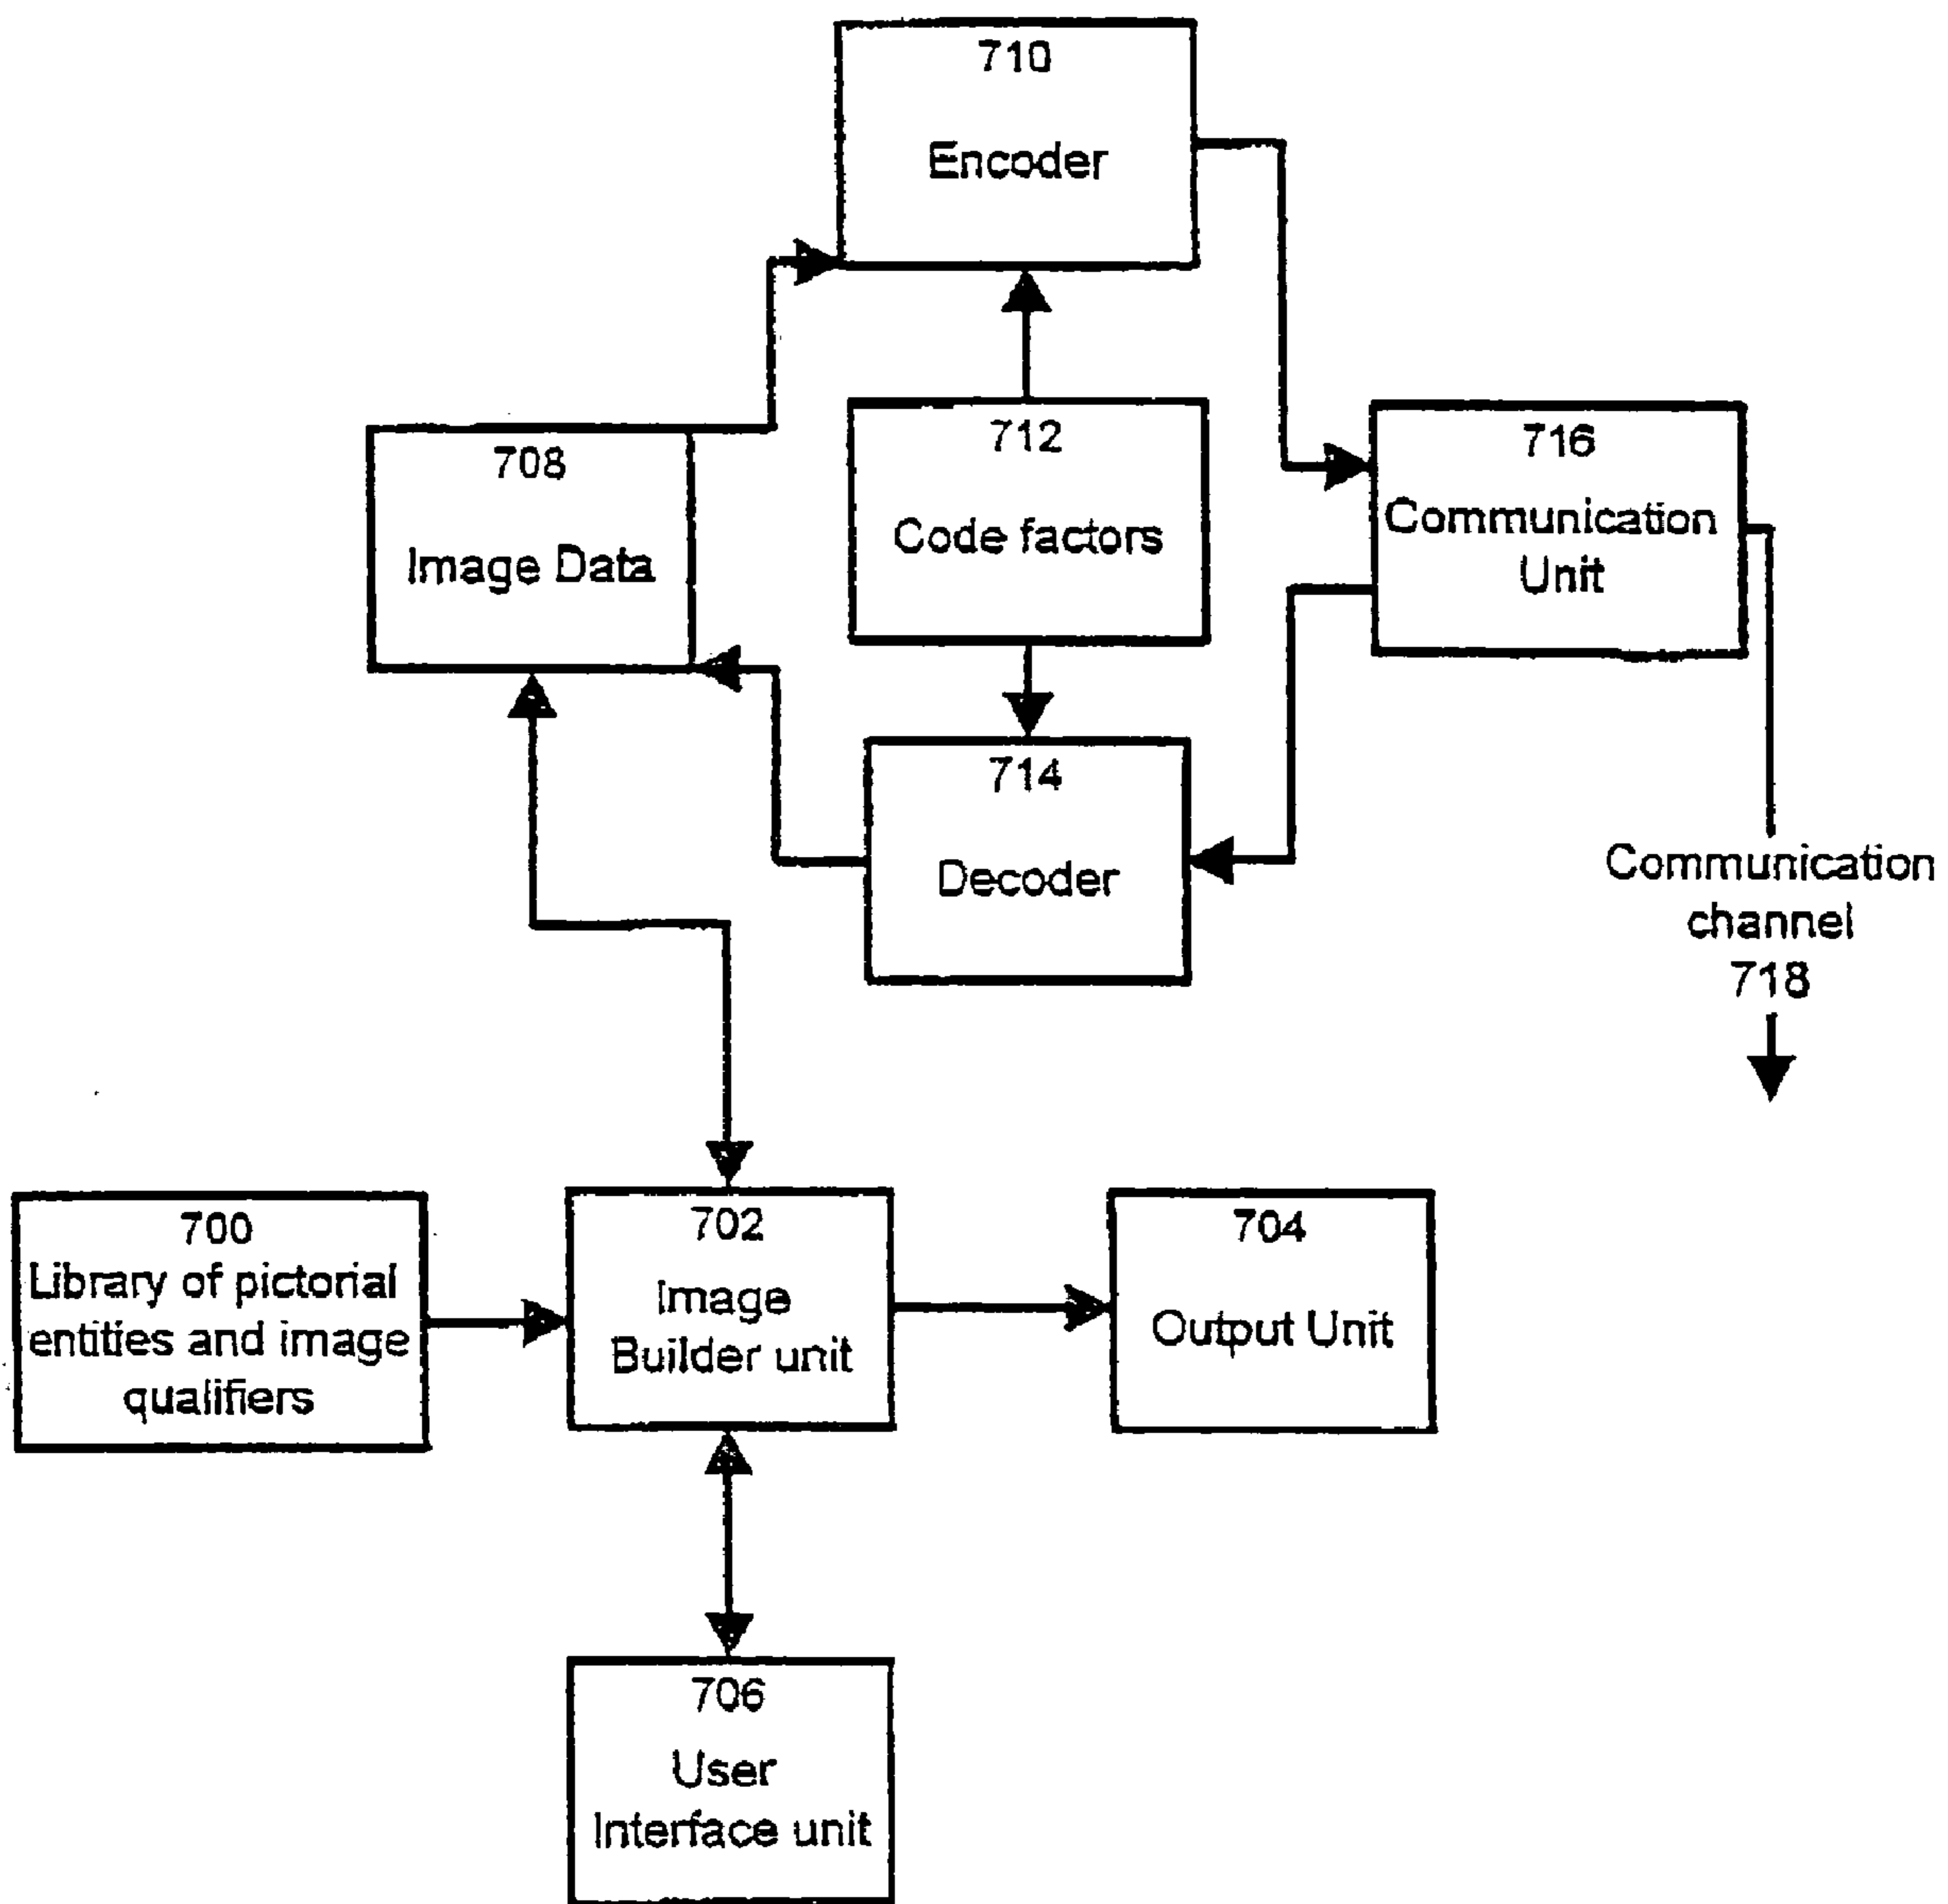 710
Encoder
712
Code factors
716
Communication
Unit
708
Image Data
714
Decoder
Communication
channel
718
700
Library of pictorial
entities and image
qualifiers
702
Image
Builder unit
704
Output Unit
706
User
Interface unit